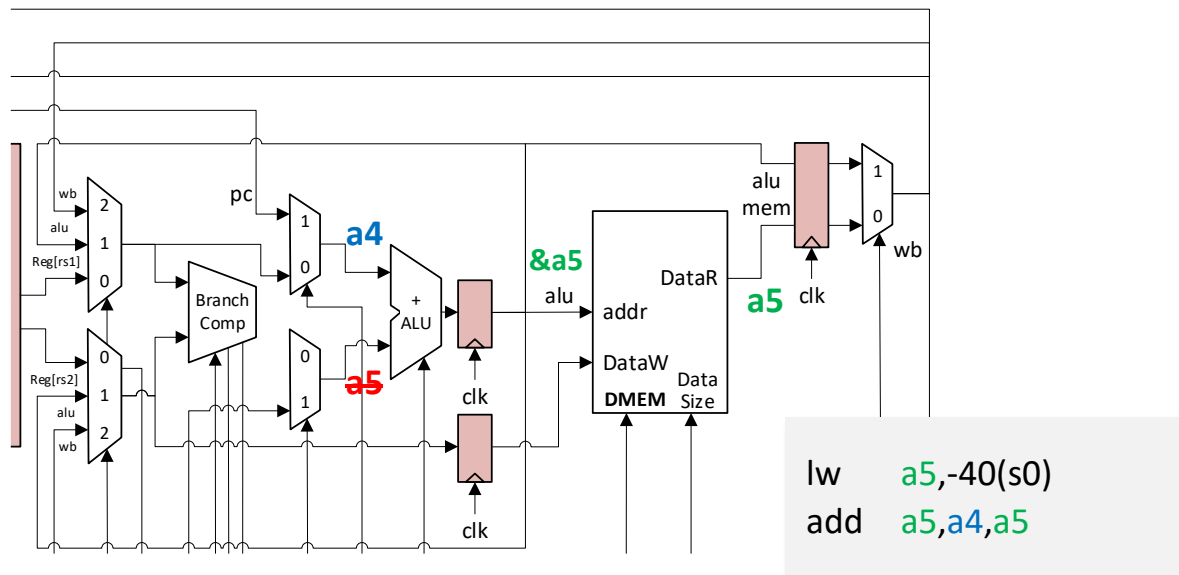 wb
2
alu
1
Reg[rs1]
0
pc
1
0
a4
Branch
Comp
+
ALU
0
1
a5
0
Reg[rs2]
1
alu
2
wb
clk
clk
&a5
alu
addr
DataR
DataW
DMEM
Data
Size
a5
alu
mem
clk
1
0
wb
lw a5,-40(s0)
add a5,a4,a5